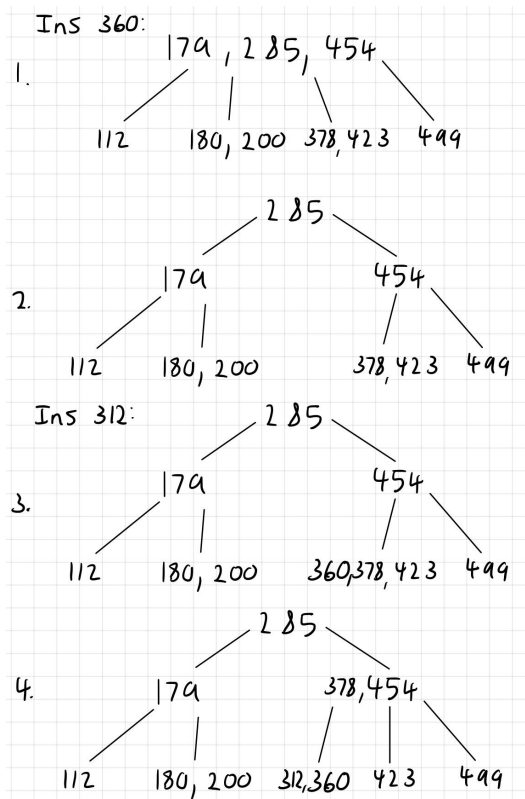 Ins 360:
179, 285, 454
1.
112 180, 200 378, 423 499
285
179 454
2.
112 180, 200 378, 423 499
Ins 312:
285
179 454
3.
112 180, 200 360, 378, 423 499
285
4. 179 378, 454
112 180, 200 312, 360 423 499